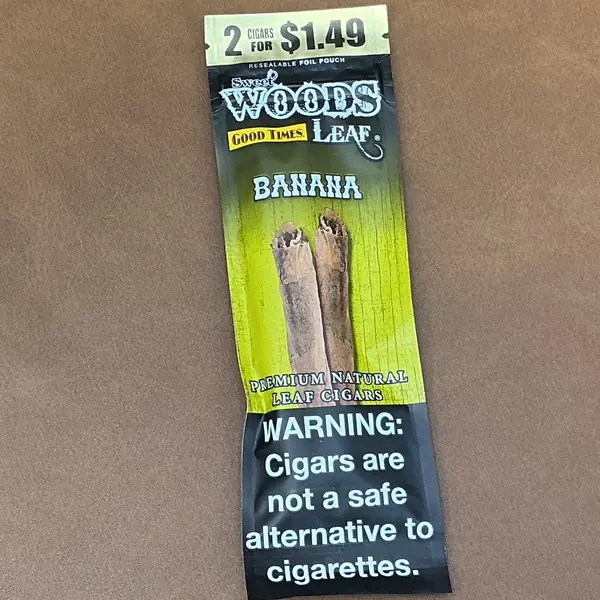 2 CIGARS FOR $1.49
RESEALABLE FOIL POUCH
Sweet
WOODS
GOOD TIMES. LEAF®
BANANA
PREMIUM NATURAL
LEAF CIGARS
WARNING:
Cigars are
not a safe
alternative to
cigarettes.